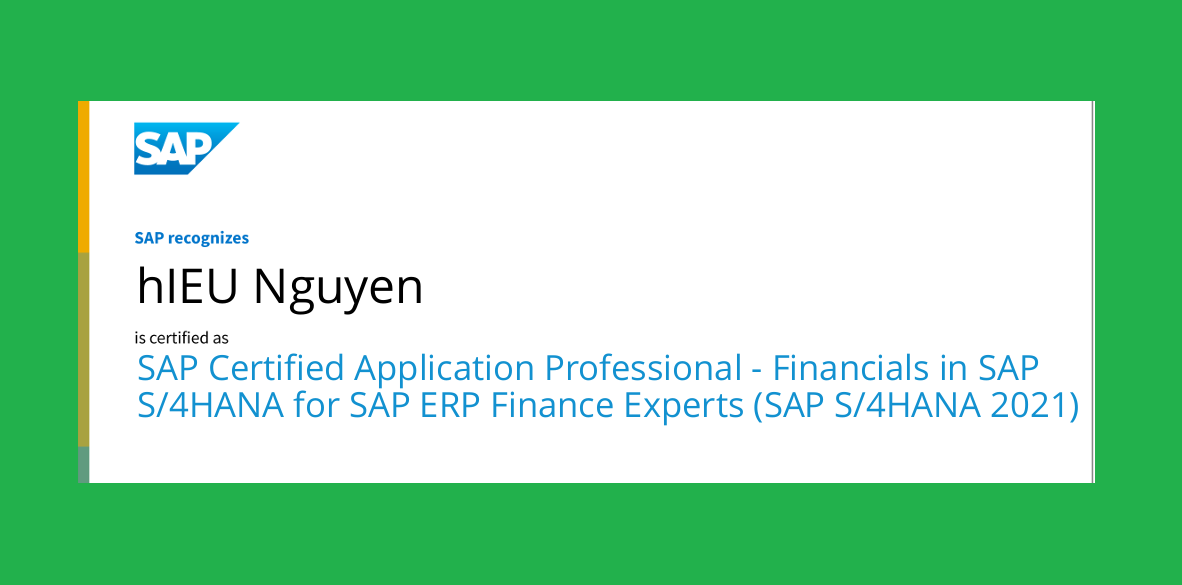 SAP
SAP recognizes
hIEU Nguyen
is certified as
SAP Certified Application Professional - Financials in SAP
S/4HANA for SAP ERP Finance Experts (SAP S/4HANA 2021)